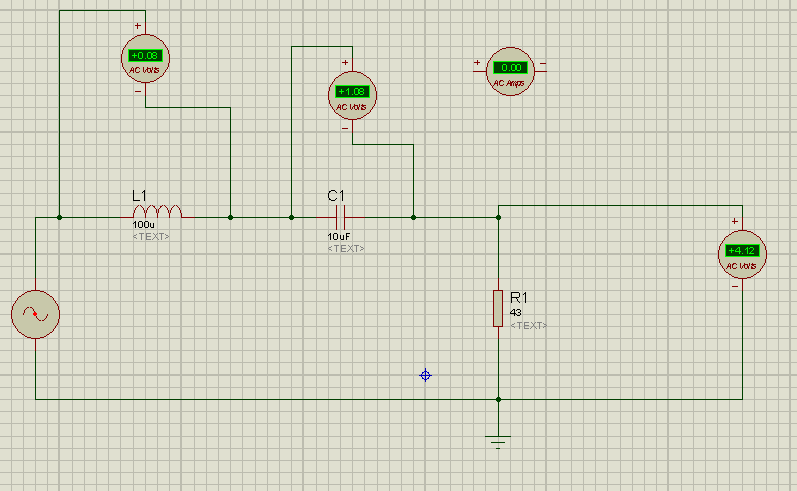 +
+0.08
AC Volts
−
+
+1.08
AC Volts
−
+
−
0.00
AC Amps
L1
100u
<TEXT>
C1
10uF
<TEXT>
+
+4.12
AC Volts
−
R1
43
<TEXT>